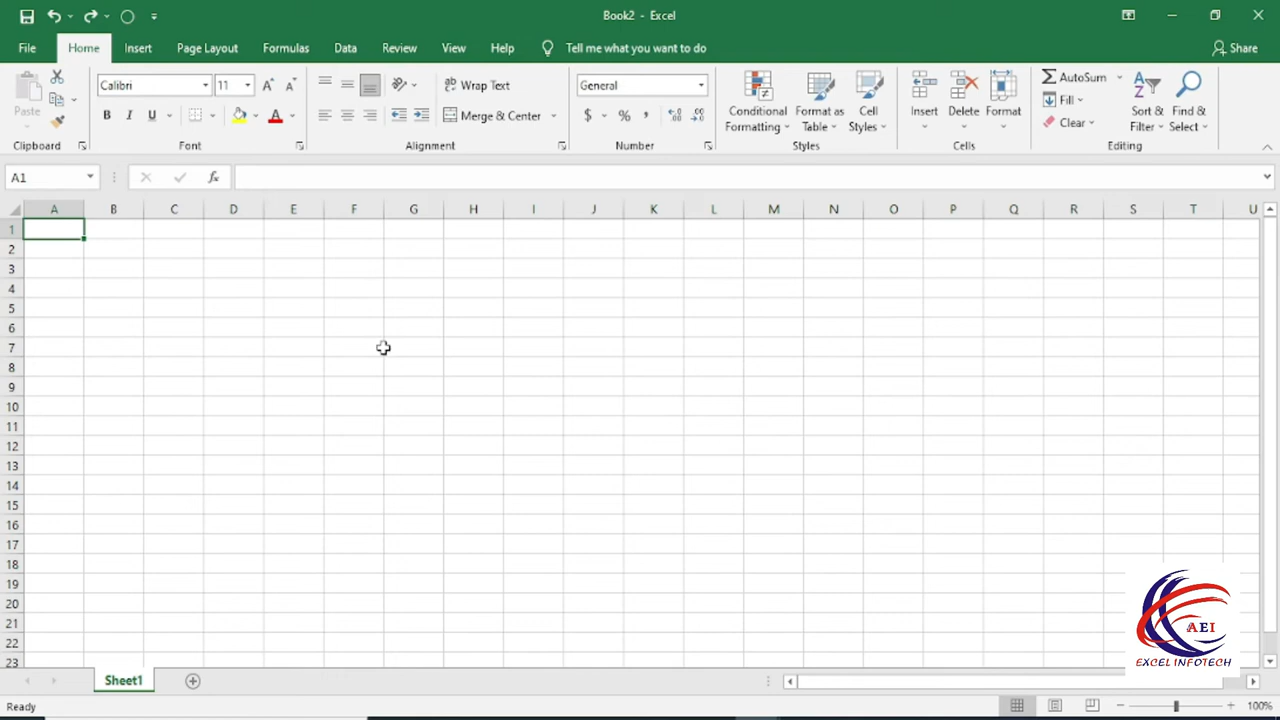 Book2 - Excel
File Home Insert Page Layout Formulas Data Review View Help Tell me what you want to do Share
Paste
Calibri 11
B I U A
Wrap Text
Merge & Center
General
$ % ,
Conditional Formatting
Format as Table
Cell Styles
Insert Delete Format
AutoSum
Fill
Clear
Sort & Filter
Find & Select
Clipboard Font Alignment Number Styles Cells Editing
A1 fx
A B C D E F G H I J K L M N O P Q R S T U
1
2
3
4
5
6
7
8
9
10
11
12
13
14
15
16
17
18
19
20
21
22
23
AEI
EXCEL INFOTECH
Sheet1
Ready 100%